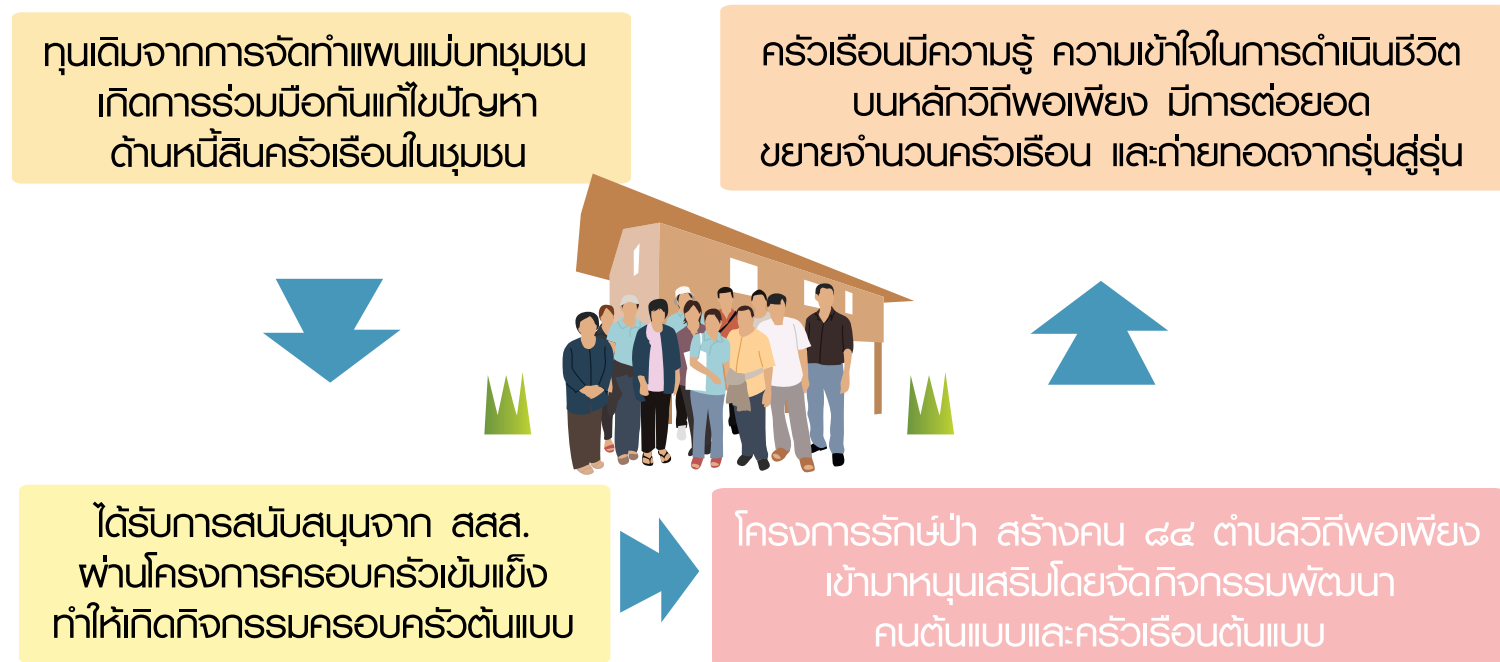 ทุนเดิมจากการจัดทำแผนแม่บทชุมชน
เกิดการร่วมมือกันแก้ไขปัญหา
ด้านหนี้สินครัวเรือนในชุมชน
ได้รับการสนับสนุนจาก สสส.
ผ่านโครงการครอบครัวเข้มแข็ง
ทำให้เกิดกิจกรรมครอบครัวต้นแบบ
โครงการรักษ์ป่า สร้างคน ๘๔ ตำบลวิถีพอเพียง
เข้ามาหนุนเสริมโดยจัดกิจกรรมพัฒนา
คนต้นแบบและครัวเรือนต้นแบบ
ครัวเรือนมีความรู้ ความเข้าใจในการดำเนินชีวิต
บนหลักวิถีพอเพียง มีการต่อยอด
ขยายจำนวนครัวเรือน และถ่ายทอดจากรุ่นสู่รุ่น